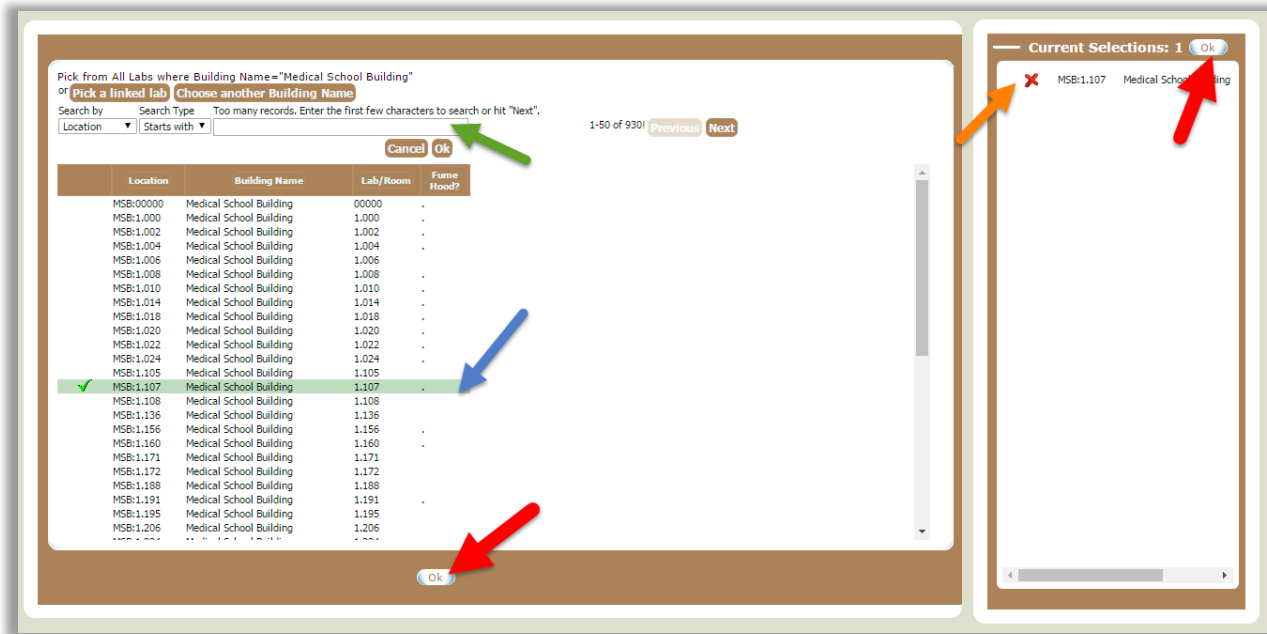 Pick from All Labs where Building Name="Medical School Building"
or Pick a linked lab Choose another Building Name
Search by Search Type Too many records. Enter the first few characters to search or hit "Next".
Location Starts with 1-50 of 930! Previous Next
Cancel Ok
Location Building Name Lab/Room Fume Hood?
MSB:00000 Medical School Building 00000 .
MSB:1.000 Medical School Building 1.000 .
MSB:1.002 Medical School Building 1.002 .
MSB:1.004 Medical School Building 1.004 .
MSB:1.006 Medical School Building 1.006
MSB:1.008 Medical School Building 1.008 .
MSB:1.010 Medical School Building 1.010 .
MSB:1.014 Medical School Building 1.014 .
MSB:1.018 Medical School Building 1.018 .
MSB:1.020 Medical School Building 1.020 .
MSB:1.022 Medical School Building 1.022 .
MSB:1.024 Medical School Building 1.024 .
MSB:1.105 Medical School Building 1.105
MSB:1.107 Medical School Building 1.107 .
MSB:1.108 Medical School Building 1.108
MSB:1.136 Medical School Building 1.136
MSB:1.156 Medical School Building 1.156 .
MSB:1.160 Medical School Building 1.160 .
MSB:1.171 Medical School Building 1.171
MSB:1.172 Medical School Building 1.172
MSB:1.188 Medical School Building 1.188
MSB:1.191 Medical School Building 1.191 .
MSB:1.195 Medical School Building 1.195
MSB:1.206 Medical School Building 1.206
Ok
Current Selections: 1 Ok
MSB:1.107 Medical School